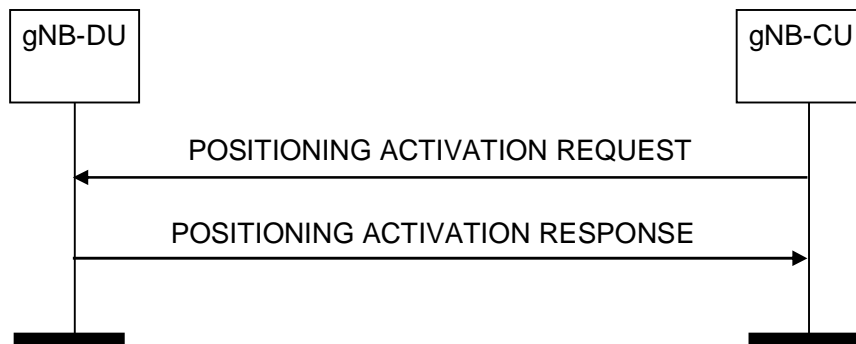 gNB-DU
gNB-CU
POSITIONING ACTIVATION REQUEST
POSITIONING ACTIVATION RESPONSE